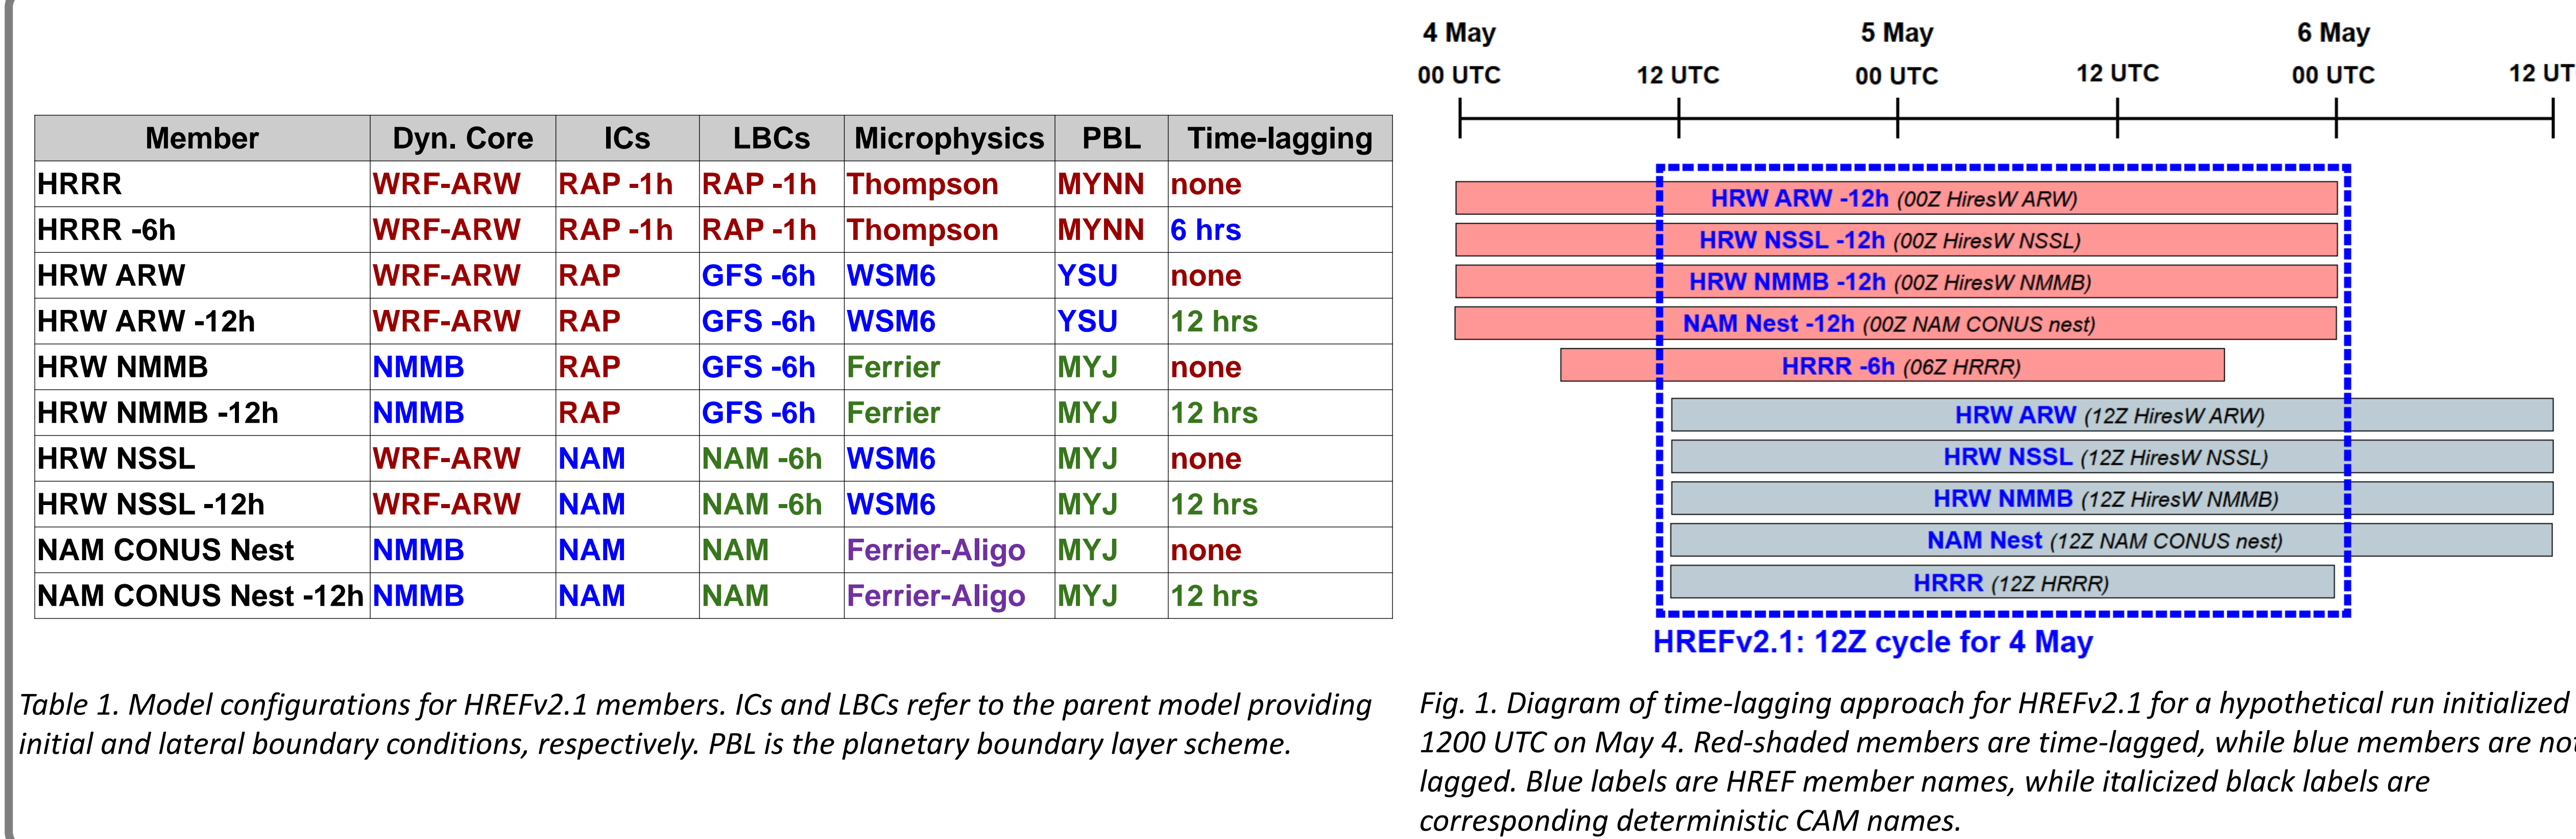 Member Dyn. Core ICs LBCs Microphysics PBL Time-lagging
HRRR WRF-ARW RAP -1h RAP -1h Thompson MYNN none
HRRR -6h WRF-ARW RAP -1h RAP -1h Thompson MYNN 6 hrs
HRW ARW WRF-ARW RAP GFS -6h WSM6 YSU none
HRW ARW -12h WRF-ARW RAP GFS -6h WSM6 YSU 12 hrs
HRW NMMB NMMB RAP GFS -6h Ferrier MYJ none
HRW NMMB -12h NMMB RAP GFS -6h Ferrier MYJ 12 hrs
HRW NSSL WRF-ARW NAM NAM -6h WSM6 MYJ none
HRW NSSL -12h WRF-ARW NAM NAM -6h WSM6 MYJ 12 hrs
NAM CONUS Nest NMMB NAM NAM Ferrier-Aligo MYJ none
NAM CONUS Nest -12h NMMB NAM NAM Ferrier-Aligo MYJ 12 hrs
Table 1. Model configurations for HREFv2.1 members. ICs and LBCs refer to the parent model providing
initial and lateral boundary conditions, respectively. PBL is the planetary boundary layer scheme.
4 May 5 May 6 May
00 UTC 12 UTC 00 UTC 12 UTC 00 UTC 12 UT
HRW ARW -12h (00Z HiresW ARW)
HRW NSSL -12h (00Z HiresW NSSL)
HRW NMMB -12h (00Z HiresW NMMB)
NAM Nest -12h (00Z NAM CONUS nest)
HRRR -6h (06Z HRRR)
HRW ARW (12Z HiresW ARW)
HRW NSSL (12Z HiresW NSSL)
HRW NMMB (12Z HiresW NMMB)
NAM Nest (12Z NAM CONUS nest)
HRRR (12Z HRRR)
HREFv2.1: 12Z cycle for 4 May
Fig. 1. Diagram of time-lagging approach for HREFv2.1 for a hypothetical run initialized
1200 UTC on May 4. Red-shaded members are time-lagged, while blue members are not
lagged. Blue labels are HREF member names, while italicized black labels are
corresponding deterministic CAM names.